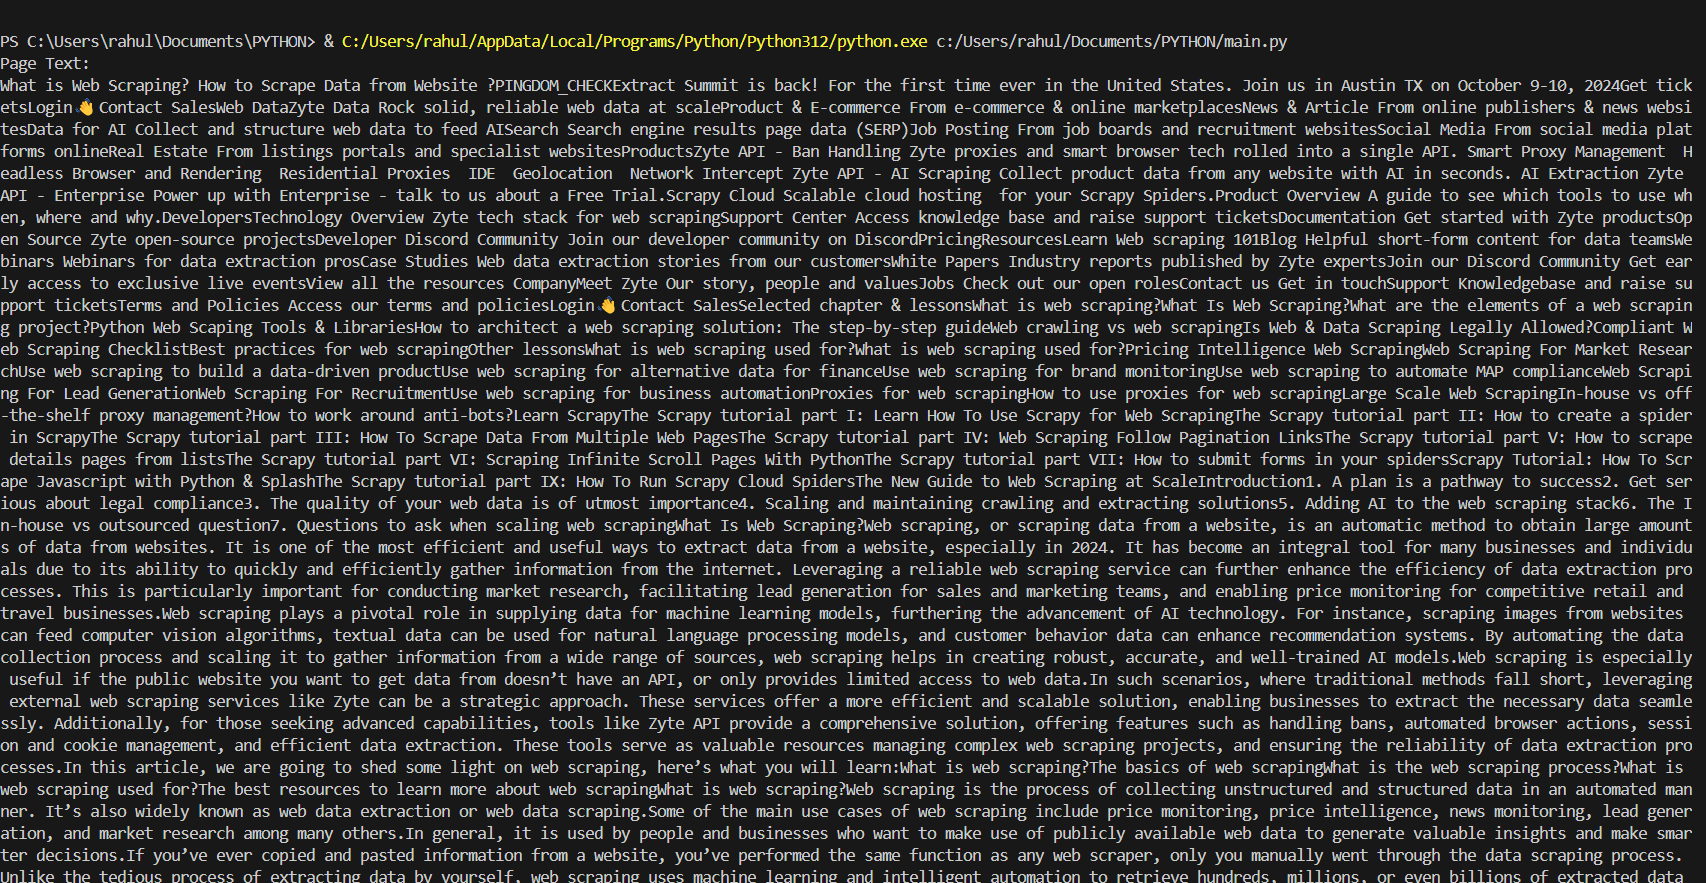 PS C:\Users\rahul\Documents\PYTHON> & C:/Users/rahul/AppData/Local/Programs/Python/Python312/python.exe c:/Users/rahul/Documents/PYTHON/main.py
Page Text:
What is Web Scraping? How to Scrape Data from Website ?PINGDOM_CHECKExtract Summit is back! For the first time ever in the United States. Join us in Austin TX on October 9-10, 2024Get tick
etsLogin👋Contact SalesWeb DataZyte Data Rock solid, reliable web data at scaleProduct & E-commerce From e-commerce & online marketplacesNews & Article From online publishers & news websi
tesData for AI Collect and structure web data to feed AISearch Search engine results page data (SERP)Job Posting From job boards and recruitment websitesSocial Media From social media plat
forms onlineReal Estate From listings portals and specialist websitesProductsZyte API - Ban Handling Zyte proxies and smart browser tech rolled into a single API. Smart Proxy Management  H
eadless Browser and Rendering  Residential Proxies  IDE  Geolocation  Network Intercept Zyte API - AI Scraping Collect product data from any website with AI in seconds. AI Extraction Zyte
API - Enterprise Power up with Enterprise - talk to us about a Free Trial.Scrapy Cloud Scalable cloud hosting  for your Scrapy Spiders.Product Overview A guide to see which tools to use wh
en, where and why.DevelopersTechnology Overview Zyte tech stack for web scrapingSupport Center Access knowledge base and raise support ticketsDocumentation Get started with Zyte productsOp
en Source Zyte open-source projectsDeveloper Discord Community Join our developer community on DiscordPricingResourcesLearn Web scraping 101Blog Helpful short-form content for data teamsWe
binars Webinars for data extraction prosCase Studies Web data extraction stories from our customersWhite Papers Industry reports published by Zyte expertsJoin our Discord Community Get ear
ly access to exclusive live eventsView all the resources CompanyMeet Zyte Our story, people and valuesJobs Check out our open rolesContact us Get in touchSupport Knowledgebase and raise su
pport ticketsTerms and Policies Access our terms and policiesLogin👋Contact SalesSelected chapter & lessonsWhat is web scraping?What Is Web Scraping?What are the elements of a web scrapin
g project?Python Web Scaping Tools & LibrariesHow to architect a web scraping solution: The step-by-step guideWeb crawling vs web scrapingIs Web & Data Scraping Legally Allowed?Compliant W
eb Scraping ChecklistBest practices for web scrapingOther lessonsWhat is web scraping used for?What is web scraping used for?Pricing Intelligence Web ScrapingWeb Scraping For Market Resear
chUse web scraping to build a data-driven productUse web scraping for alternative data for financeUse web scraping for brand monitoringUse web scraping to automate MAP complianceWeb Scrapi
ng For Lead GenerationWeb Scraping For RecruitmentUse web scraping for business automationProxies for web scrapingHow to use proxies for web scrapingLarge Scale Web ScrapingIn-house vs off
-the-shelf proxy management?How to work around anti-bots?Learn ScrapyThe Scrapy tutorial part I: Learn How To Use Scrapy for Web ScrapingThe Scrapy tutorial part II: How to create a spider
 in ScrapyThe Scrapy tutorial part III: How To Scrape Data From Multiple Web PagesThe Scrapy tutorial part IV: Web Scraping Follow Pagination LinksThe Scrapy tutorial part V: How to scrape
 details pages from listsThe Scrapy tutorial part VI: Scraping Infinite Scroll Pages With PythonThe Scrapy tutorial part VII: How to submit forms in your spidersScrapy Tutorial: How To Scr
ape Javascript with Python & SplashThe Scrapy tutorial part IX: How To Run Scrapy Cloud SpidersThe New Guide to Web Scraping at ScaleIntroduction1. A plan is a pathway to success2. Get ser
ious about legal compliance3. The quality of your web data is of utmost importance4. Scaling and maintaining crawling and extracting solutions5. Adding AI to the web scraping stack6. The I
n-house vs outsourced question7. Questions to ask when scaling web scrapingWhat Is Web Scraping?Web scraping, or scraping data from a website, is an automatic method to obtain large amount
s of data from websites. It is one of the most efficient and useful ways to extract data from a website, especially in 2024. It has become an integral tool for many businesses and individu
als due to its ability to quickly and efficiently gather information from the internet. Leveraging a reliable web scraping service can further enhance the efficiency of data extraction pro
cesses. This is particularly important for conducting market research, facilitating lead generation for sales and marketing teams, and enabling price monitoring for competitive retail and
travel businesses.Web scraping plays a pivotal role in supplying data for machine learning models, furthering the advancement of AI technology. For instance, scraping images from websites
can feed computer vision algorithms, textual data can be used for natural language processing models, and customer behavior data can enhance recommendation systems. By automating the data
collection process and scaling it to gather information from a wide range of sources, web scraping helps in creating robust, accurate, and well-trained AI models.Web scraping is especially
 useful if the public website you want to get data from doesn’t have an API, or only provides limited access to web data.In such scenarios, where traditional methods fall short, leveraging
 external web scraping services like Zyte can be a strategic approach. These services offer a more efficient and scalable solution, enabling businesses to extract the necessary data seamle
ssly. Additionally, for those seeking advanced capabilities, tools like Zyte API provide a comprehensive solution, offering features such as handling bans, automated browser actions, sessi
on and cookie management, and efficient data extraction. These tools serve as valuable resources managing complex web scraping projects, and ensuring the reliability of data extraction pro
cesses.In this article, we are going to shed some light on web scraping, here’s what you will learn:What is web scraping?The basics of web scrapingWhat is the web scraping process?What is
web scraping used for?The best resources to learn more about web scrapingWhat is web scraping?Web scraping is the process of collecting unstructured and structured data in an automated man
ner. It’s also widely known as web data extraction or web data scraping.Some of the main use cases of web scraping include price monitoring, price intelligence, news monitoring, lead gener
ation, and market research among many others.In general, it is used by people and businesses who want to make use of publicly available web data to generate valuable insights and make smar
ter decisions.If you’ve ever copied and pasted information from a website, you’ve performed the same function as any web scraper, only you manually went through the data scraping process.
Unlike the tedious process of extracting data by yourself, web scraping uses machine learning and intelligent automation to retrieve hundreds, millions, or even billions of extracted data